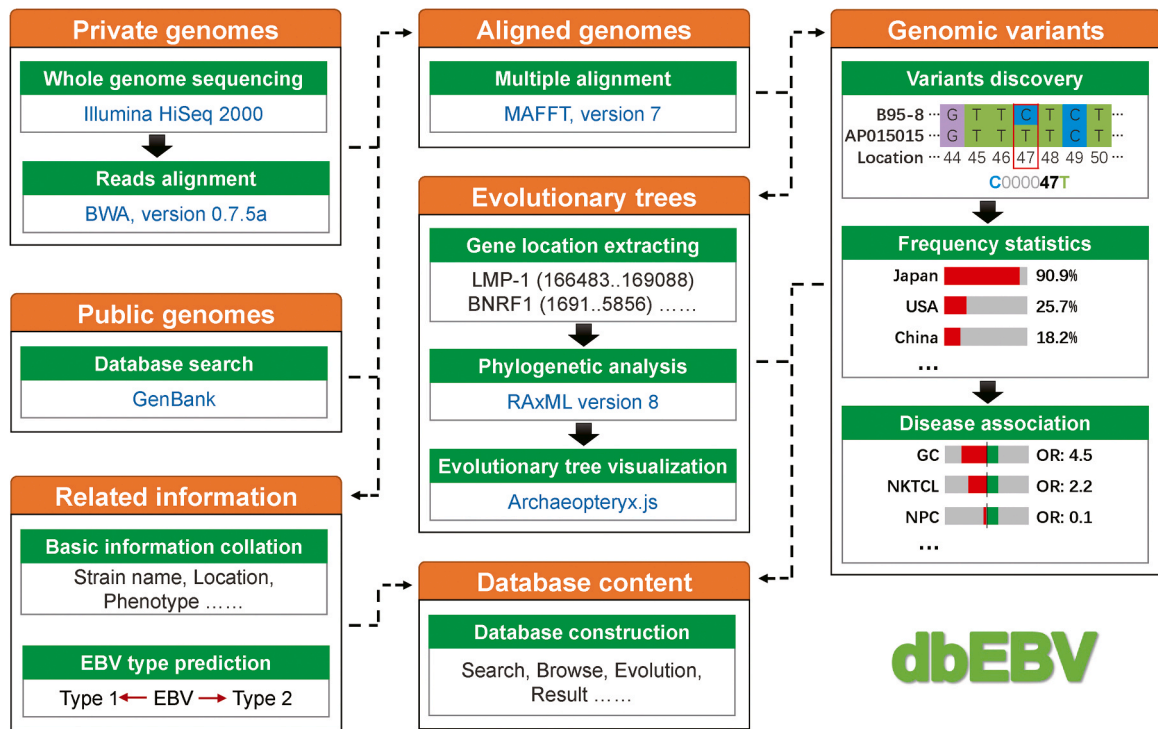 Private genomes
Whole genome sequencing
Illumina HiSeq 2000
Reads alignment
BWA, version 0.7.5a
Public genomes
Database search
GenBank
Related information
Basic information collation
Strain name, Location,
Phenotype ……
EBV type prediction
Type 1 EBV Type 2
Aligned genomes
Multiple alignment
MAFFT, version 7
Evolutionary trees
Gene location extracting
LMP-1 (166483..169088)
BNRF1 (1691..5856) ……
Phylogenetic analysis
RAxML version 8
Evolutionary tree visualization
Archaeopteryx.js
Database content
Database construction
Search, Browse, Evolution,
Result ……
Genomic variants
Variants discovery
B95-8 ··· G T T C T C T ···
AP015015 ··· G T T T T C T ···
Location ··· 44 45 46 47 48 49 50 ···
C000047T
Frequency statistics
Japan 90.9%
USA 25.7%
China 18.2%
...
Disease association
GC OR: 4.5
NKTCL OR: 2.2
NPC OR: 0.1
...
dbEBV